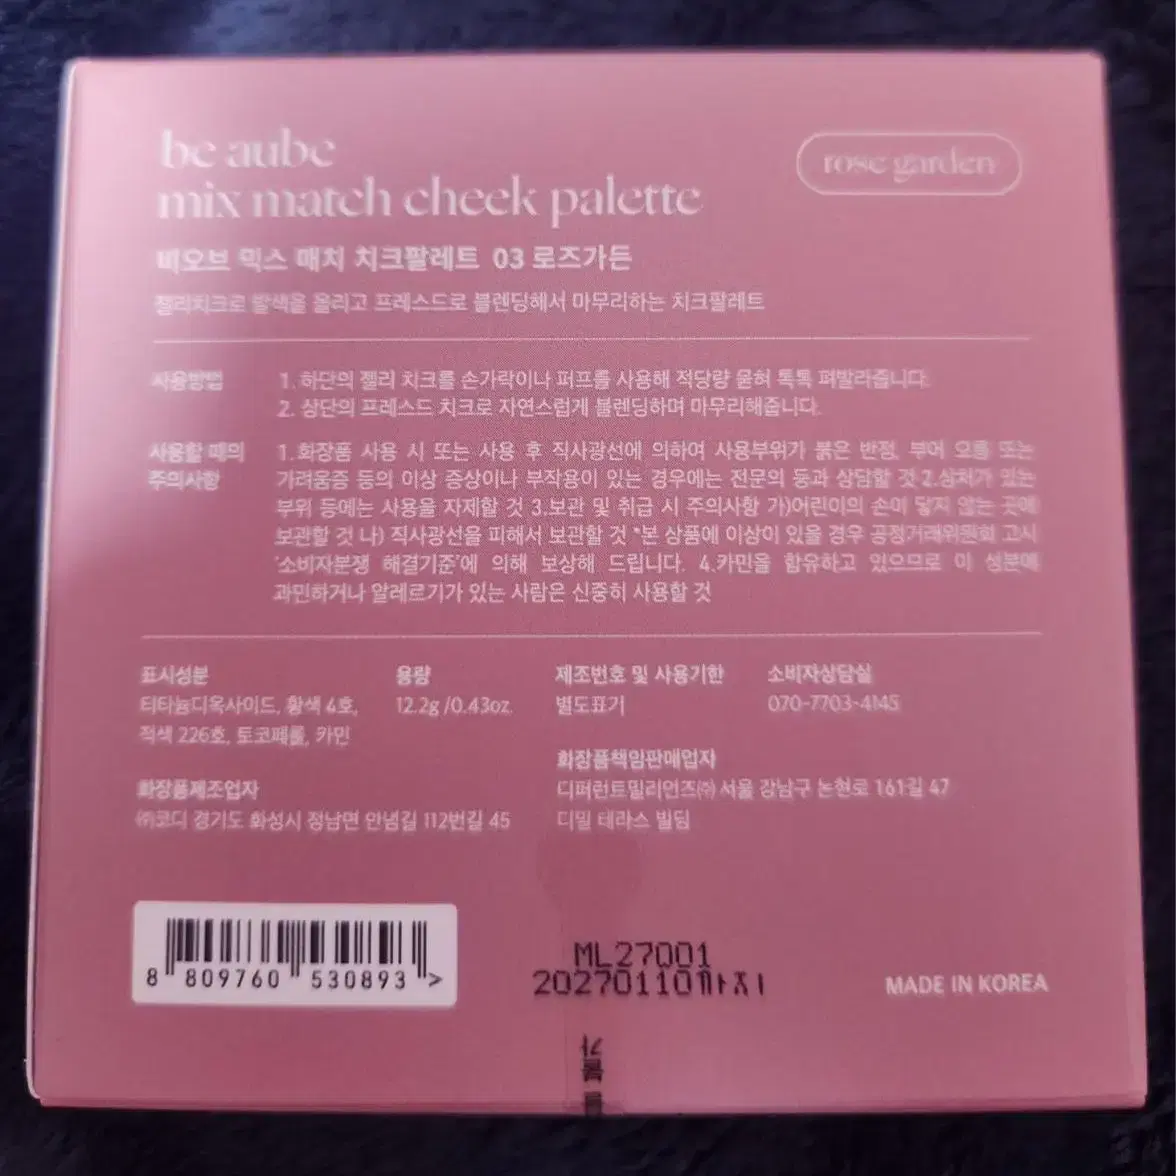 be aube
mix match cheek palette
rose garden
비오브 믹스 매치 치크팔레트 03 로즈가든
젤리치크로 발색을 올리고 프레스드로 블렌딩해서 마무리하는 치크팔레트
사용방법
1. 하단의 젤리 치크를 손가락이나 퍼프를 사용해 적당량 묻혀 톡톡 펴발라줍니다.
2. 상단의 프레스드 치크로 자연스럽게 블렌딩하며 마무리해줍니다.
사용할 때의
주의사항
1.화장품 사용 시 또는 사용 후 직사광선에 의하여 사용부위가 붉은 반점, 부어 오름 또는
가려움증 등의 이상 증상이나 부작용이 있는 경우에는 전문의 등과 상담할 것 2.상처가 있는
부위 등에는 사용을 자제할 것 3.보관 및 취급 시 주의사항 가)어린이의 손이 닿지 않는 곳에
보관할 것 나) 직사광선을 피해서 보관할 것 *본 상품에 이상이 있을 경우 공정거래위원회 고시
'소비자분쟁 해결기준'에 의해 보상해 드립니다. 4.카민을 함유하고 있으므로 이 성분에
과민하거나 알레르기가 있는 사람은 신중히 사용할 것
표시성분
티타늄디옥사이드, 황색 4호,
적색 226호, 토코페롤, 카민
용량
12.2g /0.43oz.
제조번호 및 사용기한
별도표기
소비자상담실
070-7703-4145
화장품제조업자
㈜코디 경기도 화성시 정남면 안녕길 112번길 45
화장품책임판매업자
디퍼런트밀리언즈㈜ 서울 강남구 논현로 161길 47
디밀 테라스 빌딩
8 809760 530893 >
ML27001
20270110까지
MADE IN KOREA
불가